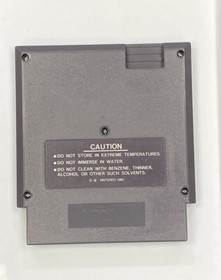 CAUTION
● DO NOT STORE IN EXTREME TEMPERATURES.
● DO NOT IMMERSE IN WATER.
● DO NOT CLEAN WITH BENZENE, THINNER,
ALCOHOL OR OTHER SUCH SOLVENTS.
NINTENDO